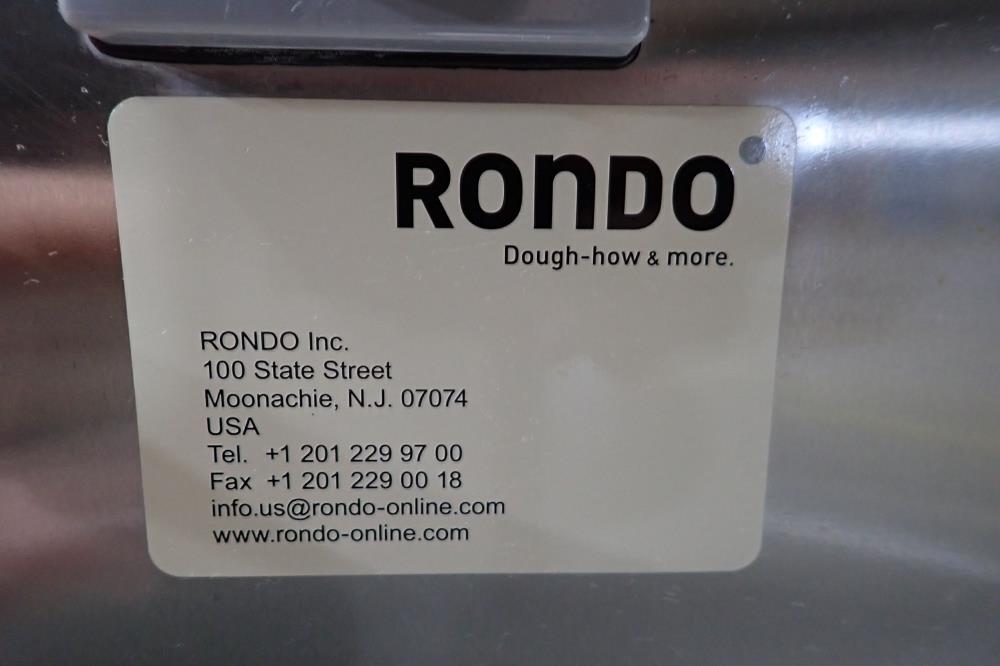 RONDO
Dough-how & more.
RONDO Inc.
100 State Street
Moonachie, N.J. 07074
USA
Tel. +1 201 229 97 00
Fax +1 201 229 00 18
info.us@rondo-online.com
www.rondo-online.com